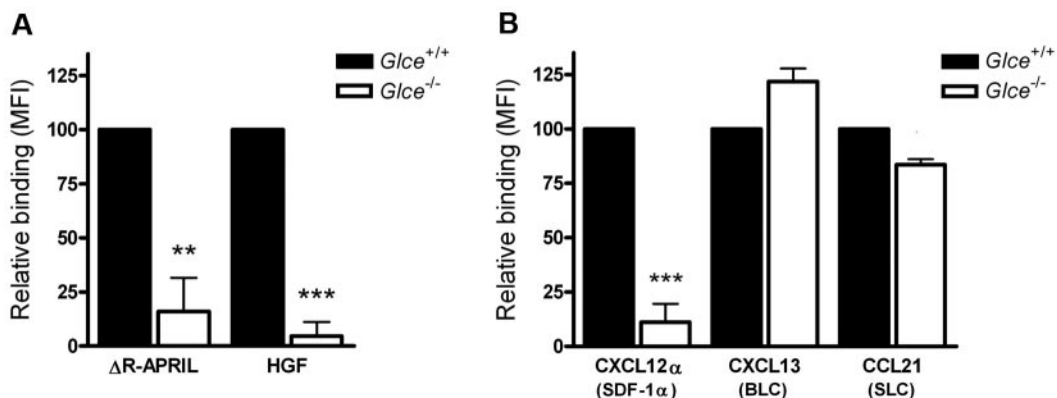 A
Glce+/+
Glce-/-
Relative binding (MFI)
125
100
75
50
25
0
**
***
ΔR-APRIL HGF
B
Glce+/+
Glce-/-
Relative binding (MFI)
125
100
75
50
25
0
***
CXCL12α CXCL13 CCL21
(SDF-1α) (BLC) (SLC)